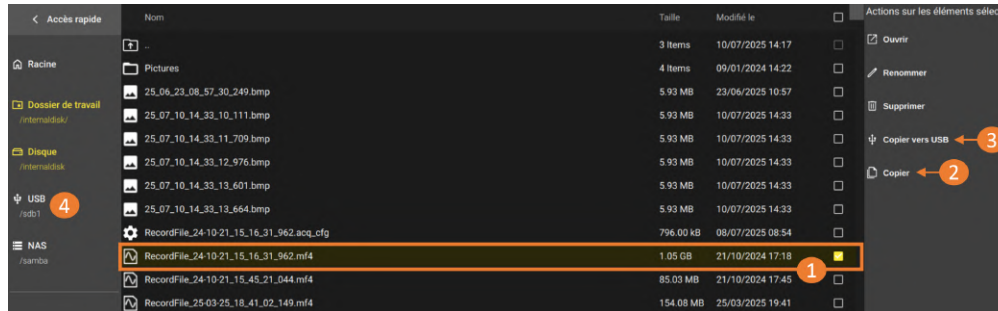 Accès rapide
Racine
Dossier de travail
/internaldisk/
Disque
/internaldisk
USB
/sdb1
4
NAS
/samba
Nom Taille Modifié le
.. 3 Items 10/07/2025 14:17
Pictures 4 Items 09/01/2024 14:22
25_06_23_08_57_30_249.bmp 5.93 MB 23/06/2025 10:57
25_07_10_14_33_10_111.bmp 5.93 MB 10/07/2025 14:33
25_07_10_14_33_11_709.bmp 5.93 MB 10/07/2025 14:33
25_07_10_14_33_12_976.bmp 5.93 MB 10/07/2025 14:33
25_07_10_14_33_13_601.bmp 5.93 MB 10/07/2025 14:33
25_07_10_14_33_13_664.bmp 5.93 MB 10/07/2025 14:33
RecordFile_24-10-21_15_16_31_962.acq_cfg 796.00 kB 08/07/2025 08:54
RecordFile_24-10-21_15_16_31_962.mf4 1.05 GB 21/10/2024 17:18
1
RecordFile_24-10-21_15_45_21_044.mf4 85.03 MB 21/10/2024 17:45
RecordFile_25-03-25_18_41_02_149.mf4 154.08 MB 25/03/2025 19:41
Actions sur les éléments sélec
Ouvrir
Renommer
Supprimer
Copier vers USB 3
Copier 2